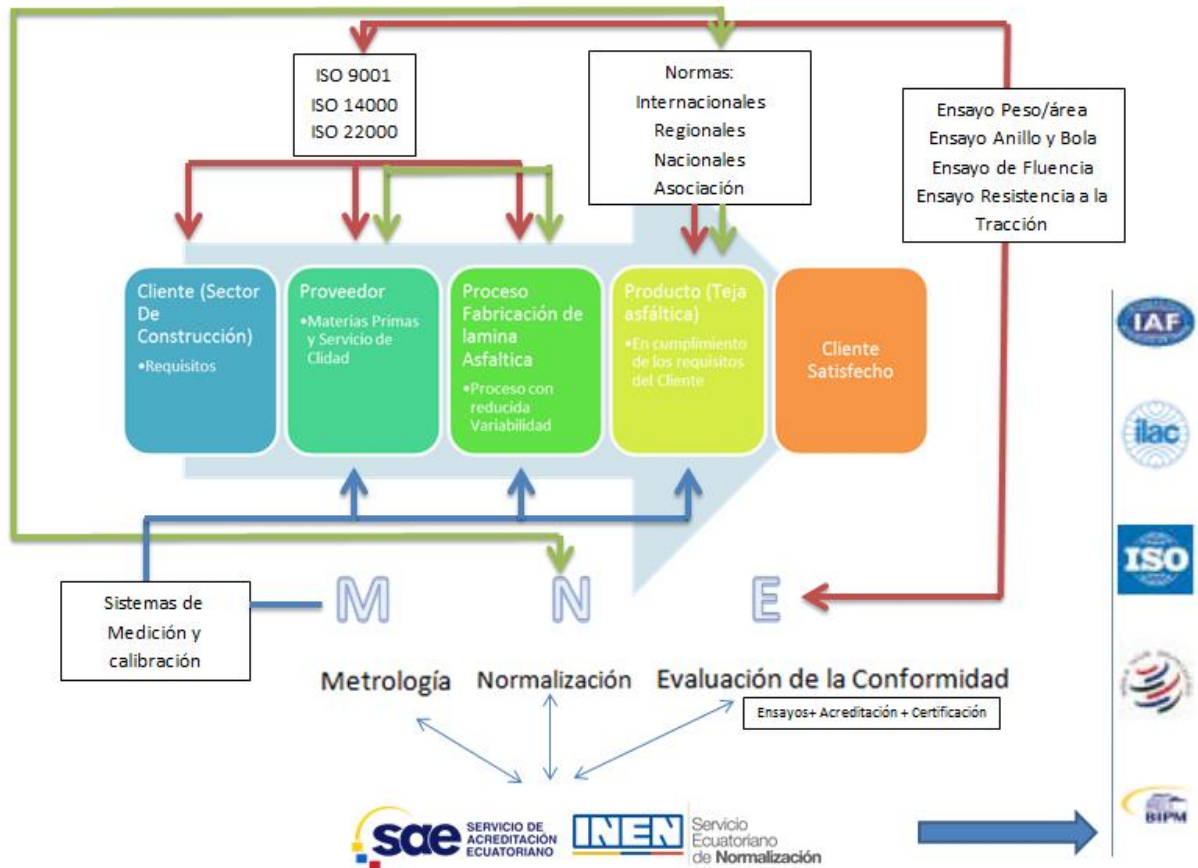 ISO 9001
ISO 14000
ISO 22000
Normas:
Internacionales
Regionales
Nacionales
Asociación
Ensayo Peso/área
Ensayo Anillo y Bola
Ensayo de Fluencia
Ensayo Resistencia a la
Tracción
Cliente (Sector
De
Construcción)
•Requisitos
Proveedor
•Materias Primas
y Servicio de
Clidad
Proceso
Fabricación de
lamina
Asfaltica
•Proceso con
reducida
Variabilidad
Producto (Teja
asfáltica)
•En cumplimiento
de los requisitos
del Cliente
Cliente
Satisfecho
IAF
ilac
ISO
BIPM
Sistemas de
Medición y
calibración
M
N
E
Metrología
Normalización
Evaluación de la Conformidad
Ensayos+ Acreditación + Certificación
sae
SERVICIO DE
ACREDITACIÓN
ECUATORIANO
INEN
Servicio
Ecuatoriano
de Normalización